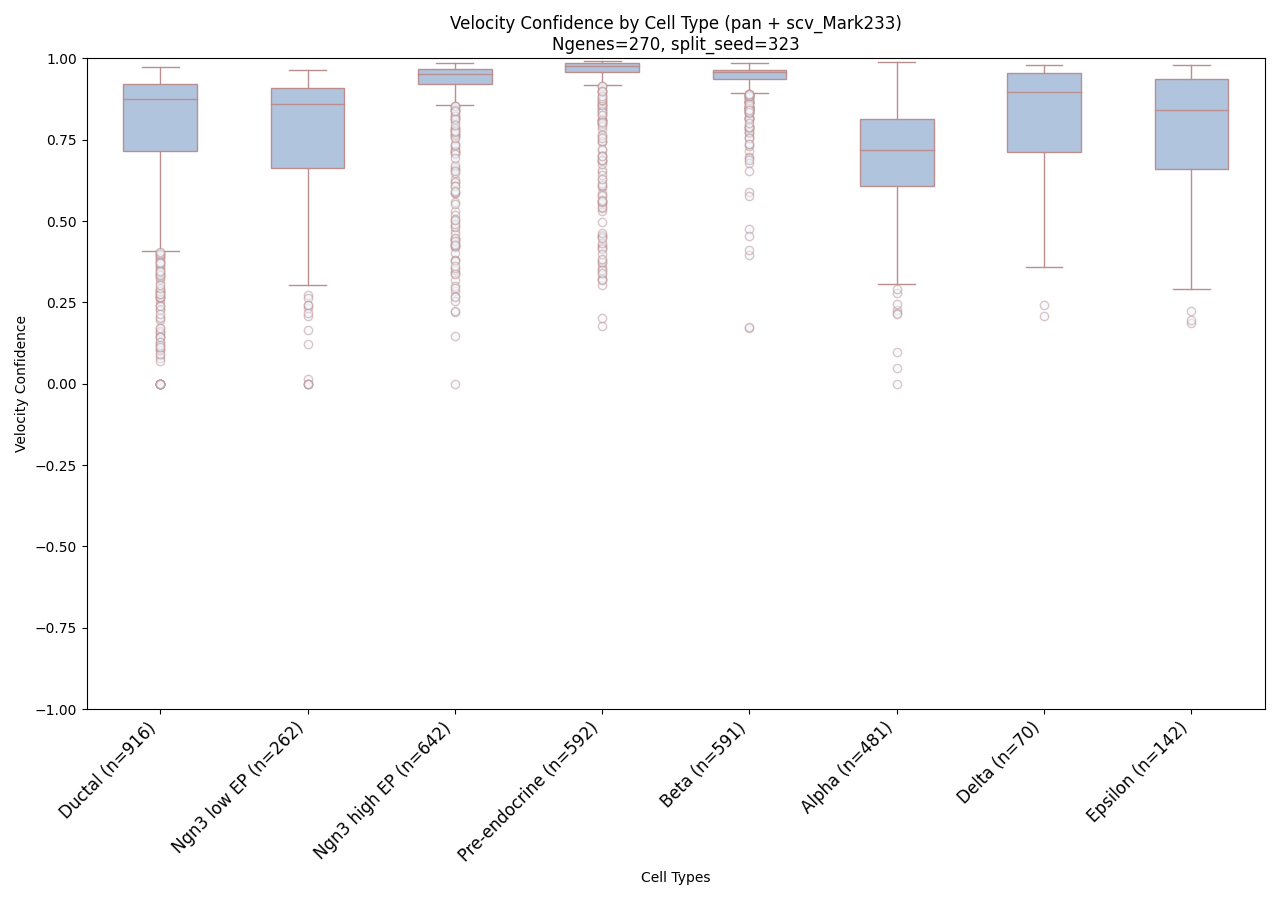 Velocity Confidence by Cell Type (pan + scv_Mark233)
Ngenes=270, split_seed=323
Velocity Confidence
1.00
0.75
0.50
0.25
0.00
−0.25
−0.50
−0.75
−1.00
Ductal (n=916)
Ngn3 low EP (n=262)
Ngn3 high EP (n=642)
Pre-endocrine (n=592)
Beta (n=591)
Alpha (n=481)
Delta (n=70)
Epsilon (n=142)
Cell Types